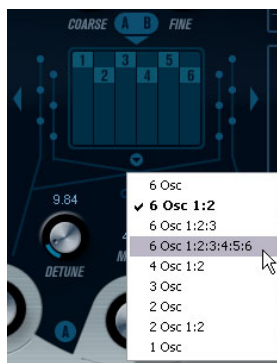 COARSE A B FINE
1 2 3 4 5 6
9.84
DETUNE
A
6 Osc
✓ 6 Osc 1:2
6 Osc 1:2:3
6 Osc 1:2:3:4:5:6
4 Osc 1:2
3 Osc
2 Osc
2 Osc 1:2
1 Osc